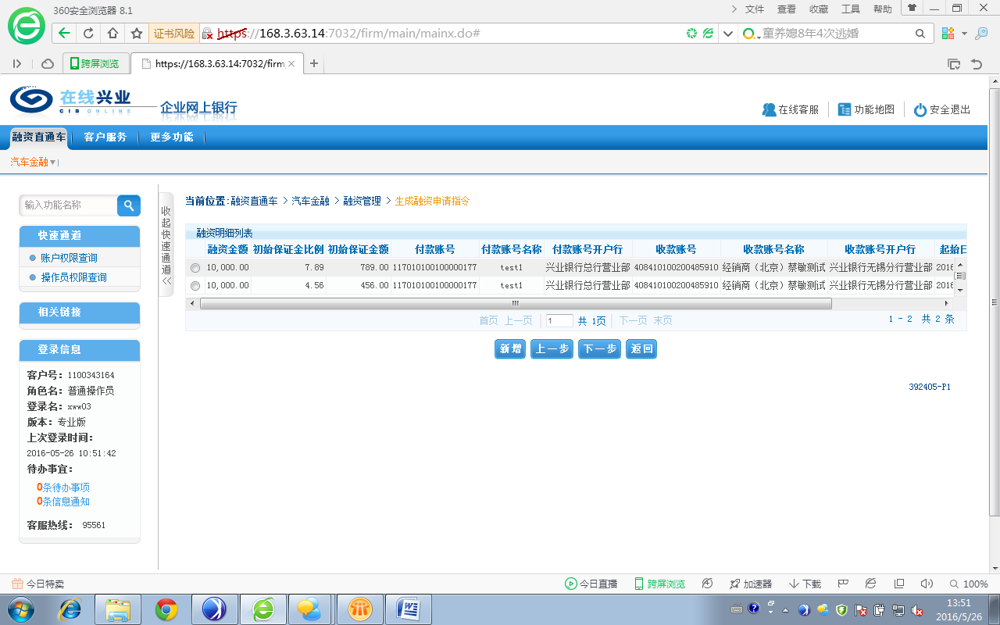 360安全浏览器 8.1
文件 查看 收藏 工具 帮助
证书风险 https://168.3.63.14:7032/firm/main/mainx.do# 童养媳8年4次逃婚
跨屏浏览 https://168.3.63.14:7032/firm
在线兴业 CIB ONLINE 企业网上银行
在线客服 功能地图 安全退出
融资直通车 客户服务 更多功能
汽车金融
输入功能名称
快速通道
账户权限查询
操作员权限查询
相关链接
登录信息
客户号: 1100343164
角色名: 普通操作员
登录名: xww03
版本: 专业版
上次登录时间:
2016-05-26 10:51:42
待办事宜:
0条待办事项
0条信息通知
客服热线: 95561
收起快速通道
当前位置:融资直通车 > 汽车金融 > 融资管理 > 生成融资申请指令
融资明细列表
融资金额 初始保证金比例 初始保证金额 付款账号 付款账号名称 付款账号开户行 收款账号 收款账号名称 收款账号开户行 起始日
10,000.00 7.89 789.00 117010100100000177 test1 兴业银行总行营业部 408410100200485910 经销商（北京）蔡敏测试 兴业银行无锡分行营业部 2016
10,000.00 4.56 456.00 117010100100000177 test1 兴业银行总行营业部 408410100200485910 经销商（北京）蔡敏测试 兴业银行无锡分行营业部 2016
首页 上一页 1 共 1页 下一页 末页 1 - 2 共 2 条
新增 上一步 下一步 返回
392405-P1
今日特卖 今日直播 跨屏浏览 加速器 下载 100%
13:51
2016/5/26